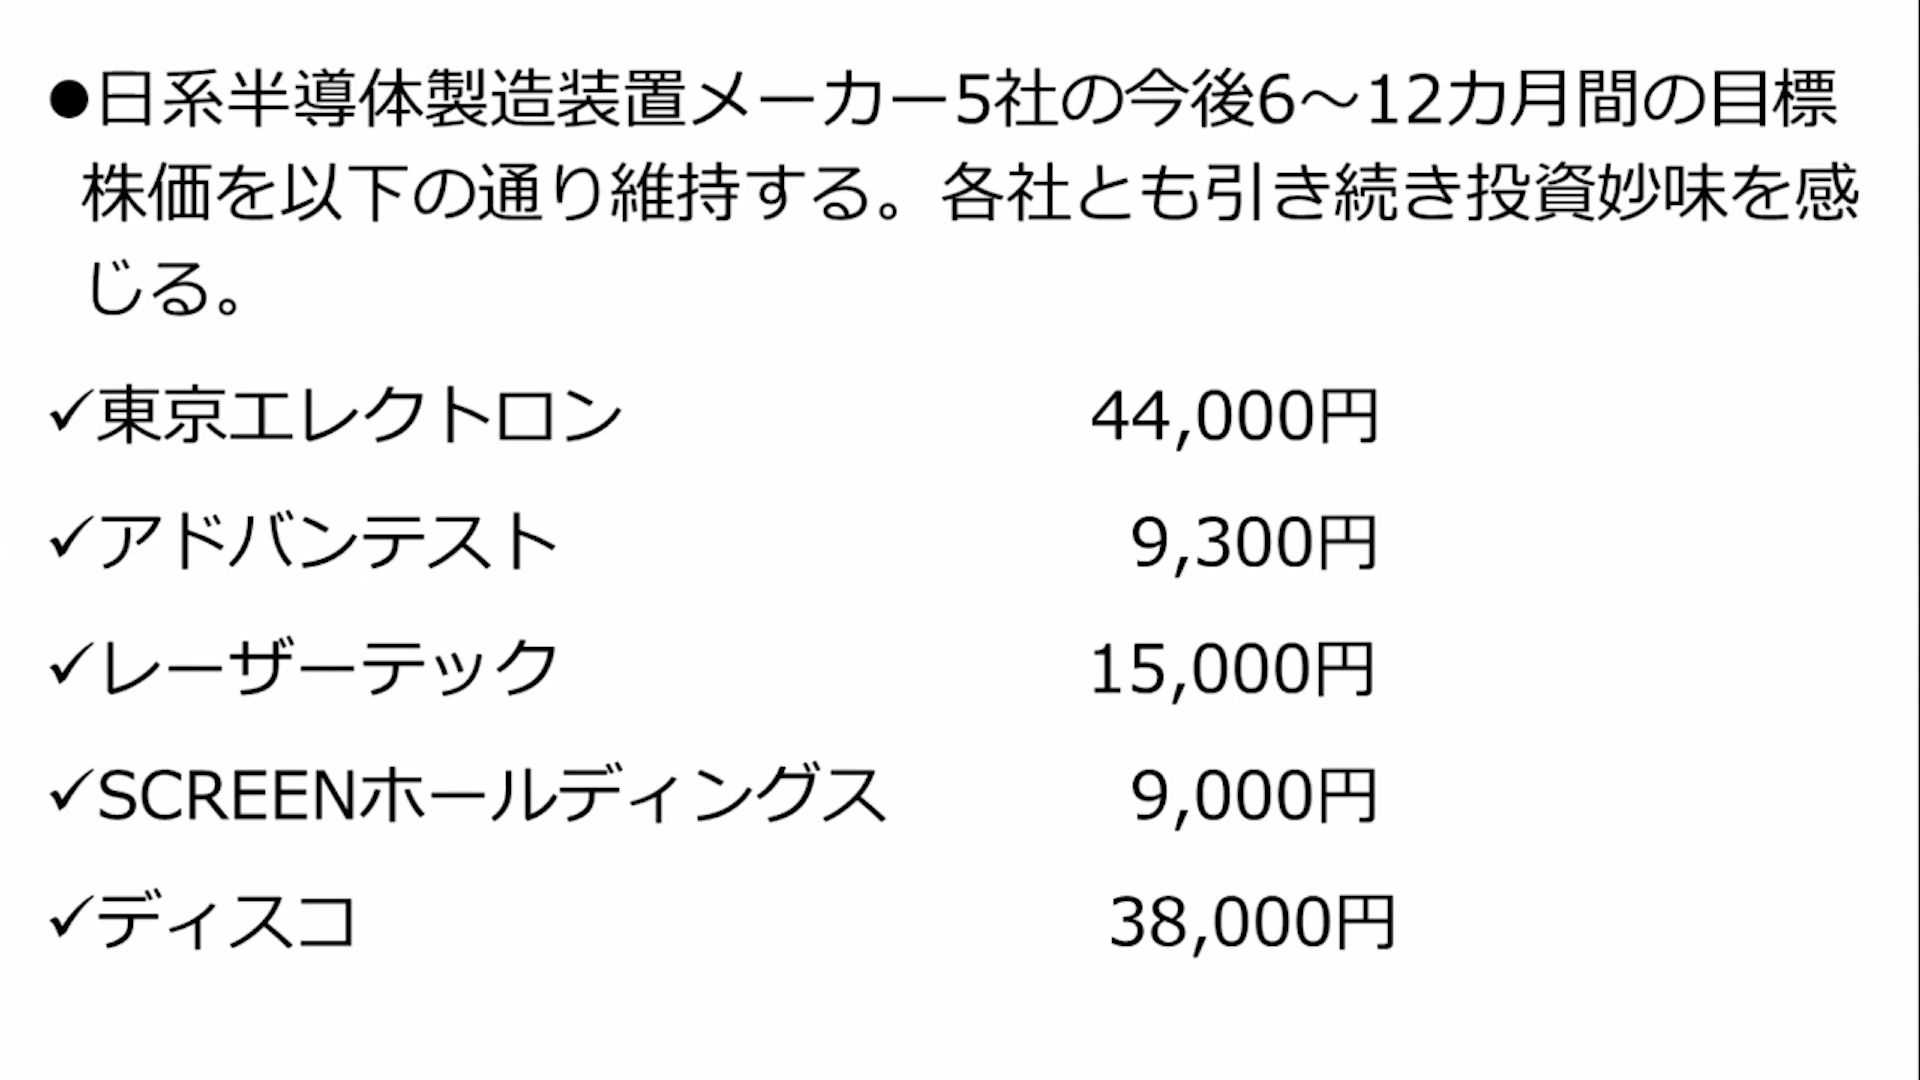 ●日系半導体製造装置メーカー5社の今後6～12カ月間の目標
株価を以下の通り維持する。各社とも引き続き投資妙味を感
じる。
✓東京エレクトロン 44,000円
✓アドバンテスト 9,300円
✓レーザーテック 15,000円
✓SCREENホールディングス 9,000円
✓ディスコ 38,000円